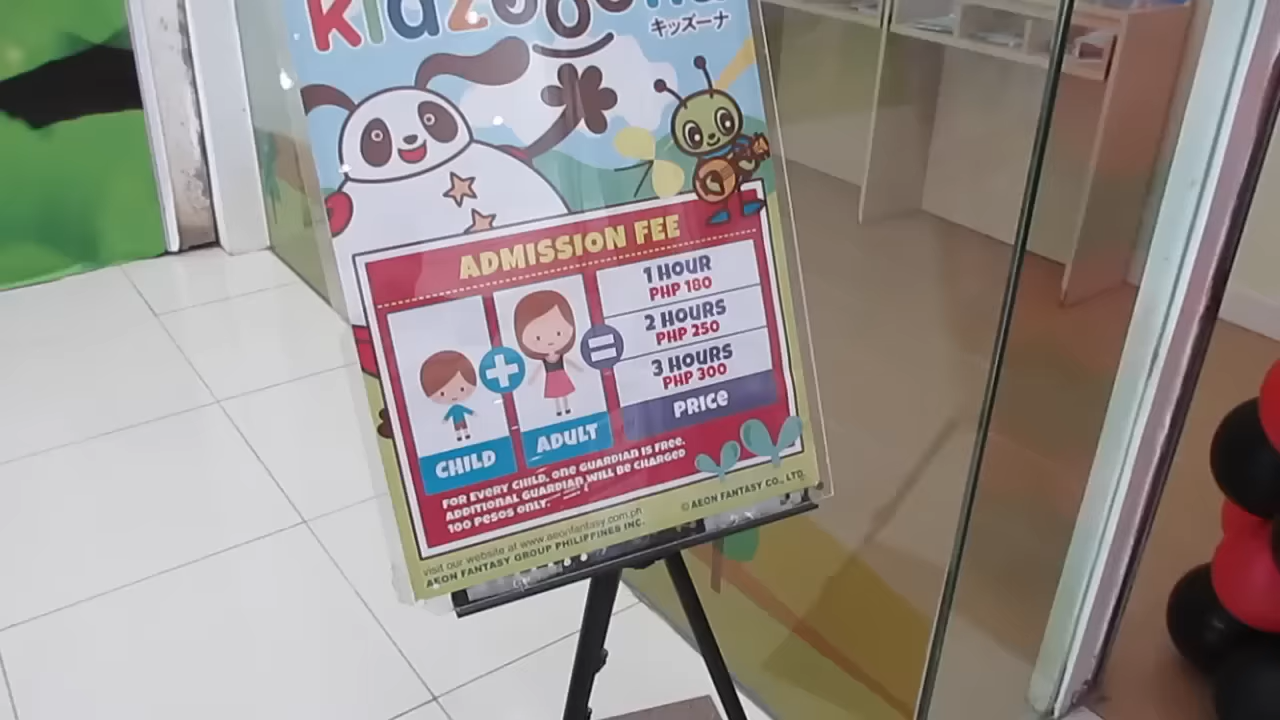 kidzooona
キッズーナ
ADMISSION FEE
1 HOUR
PHP 180
2 HOURS
PHP 250
3 HOURS
PHP 300
PRICE
CHILD
ADULT
FOR EVERY CHILD, ONE GUARDIAN IS FREE.
ADDITIONAL GUARDIAN WILL BE CHARGED
100 PESOS ONLY.
visit our website at www.aeonfantasy.com.ph
© AEON FANTASY CO., LTD.
AEON FANTASY GROUP PHILIPPINES INC.